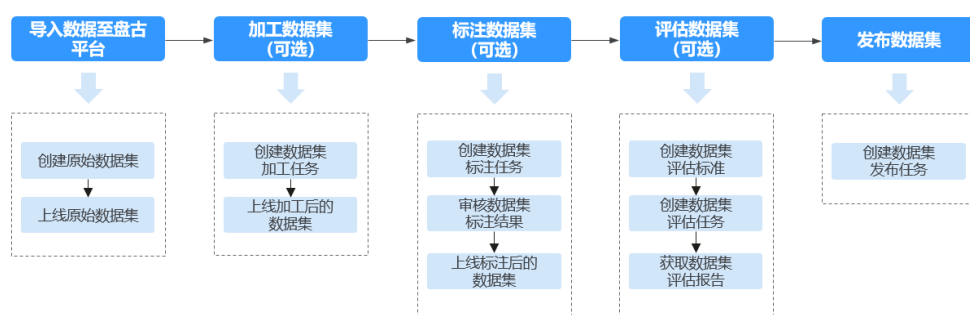 导入数据至盘古
平台
加工数据集
(可选)
标注数据集
(可选)
评估数据集
(可选)
发布数据集
创建原始数据集
上线原始数据集
创建数据集
加工任务
上线加工后的
数据集
创建数据集
标注任务
审核数据集
标注结果
上线标注后的
数据集
创建数据集
评估标准
创建数据集
评估任务
获取数据集
评估报告
创建数据集
发布任务